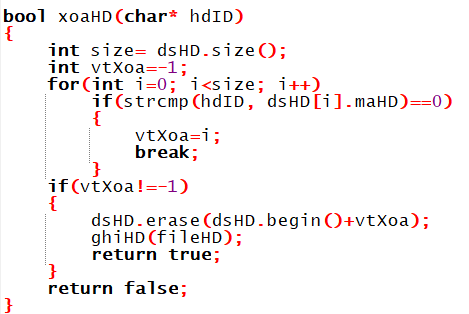 bool xoaHD(char* hdID)
{
    int size= dsHD.size();
    int vtXoa=-1;
    for(int i=0; i<size; i++)
        if(strcmp(hdID, dsHD[i].maHD)==0)
        {
            vtXoa=i;
            break;
        }
    if(vtXoa!=-1)
    {
        dsHD.erase(dsHD.begin()+vtXoa);
        ghiHD(fileHD);
        return true;
    }
    return false;
}